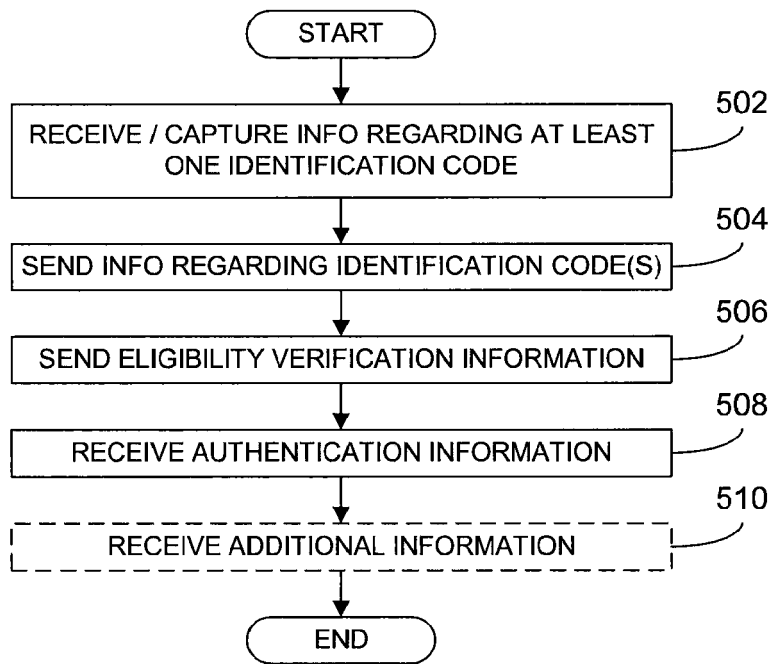 START
502
RECEIVE / CAPTURE INFO REGARDING AT LEAST
ONE IDENTIFICATION CODE
504
SEND INFO REGARDING IDENTIFICATION CODE(S)
506
SEND ELIGIBILITY VERIFICATION INFORMATION
508
RECEIVE AUTHENTICATION INFORMATION
510
RECEIVE ADDITIONAL INFORMATION
END